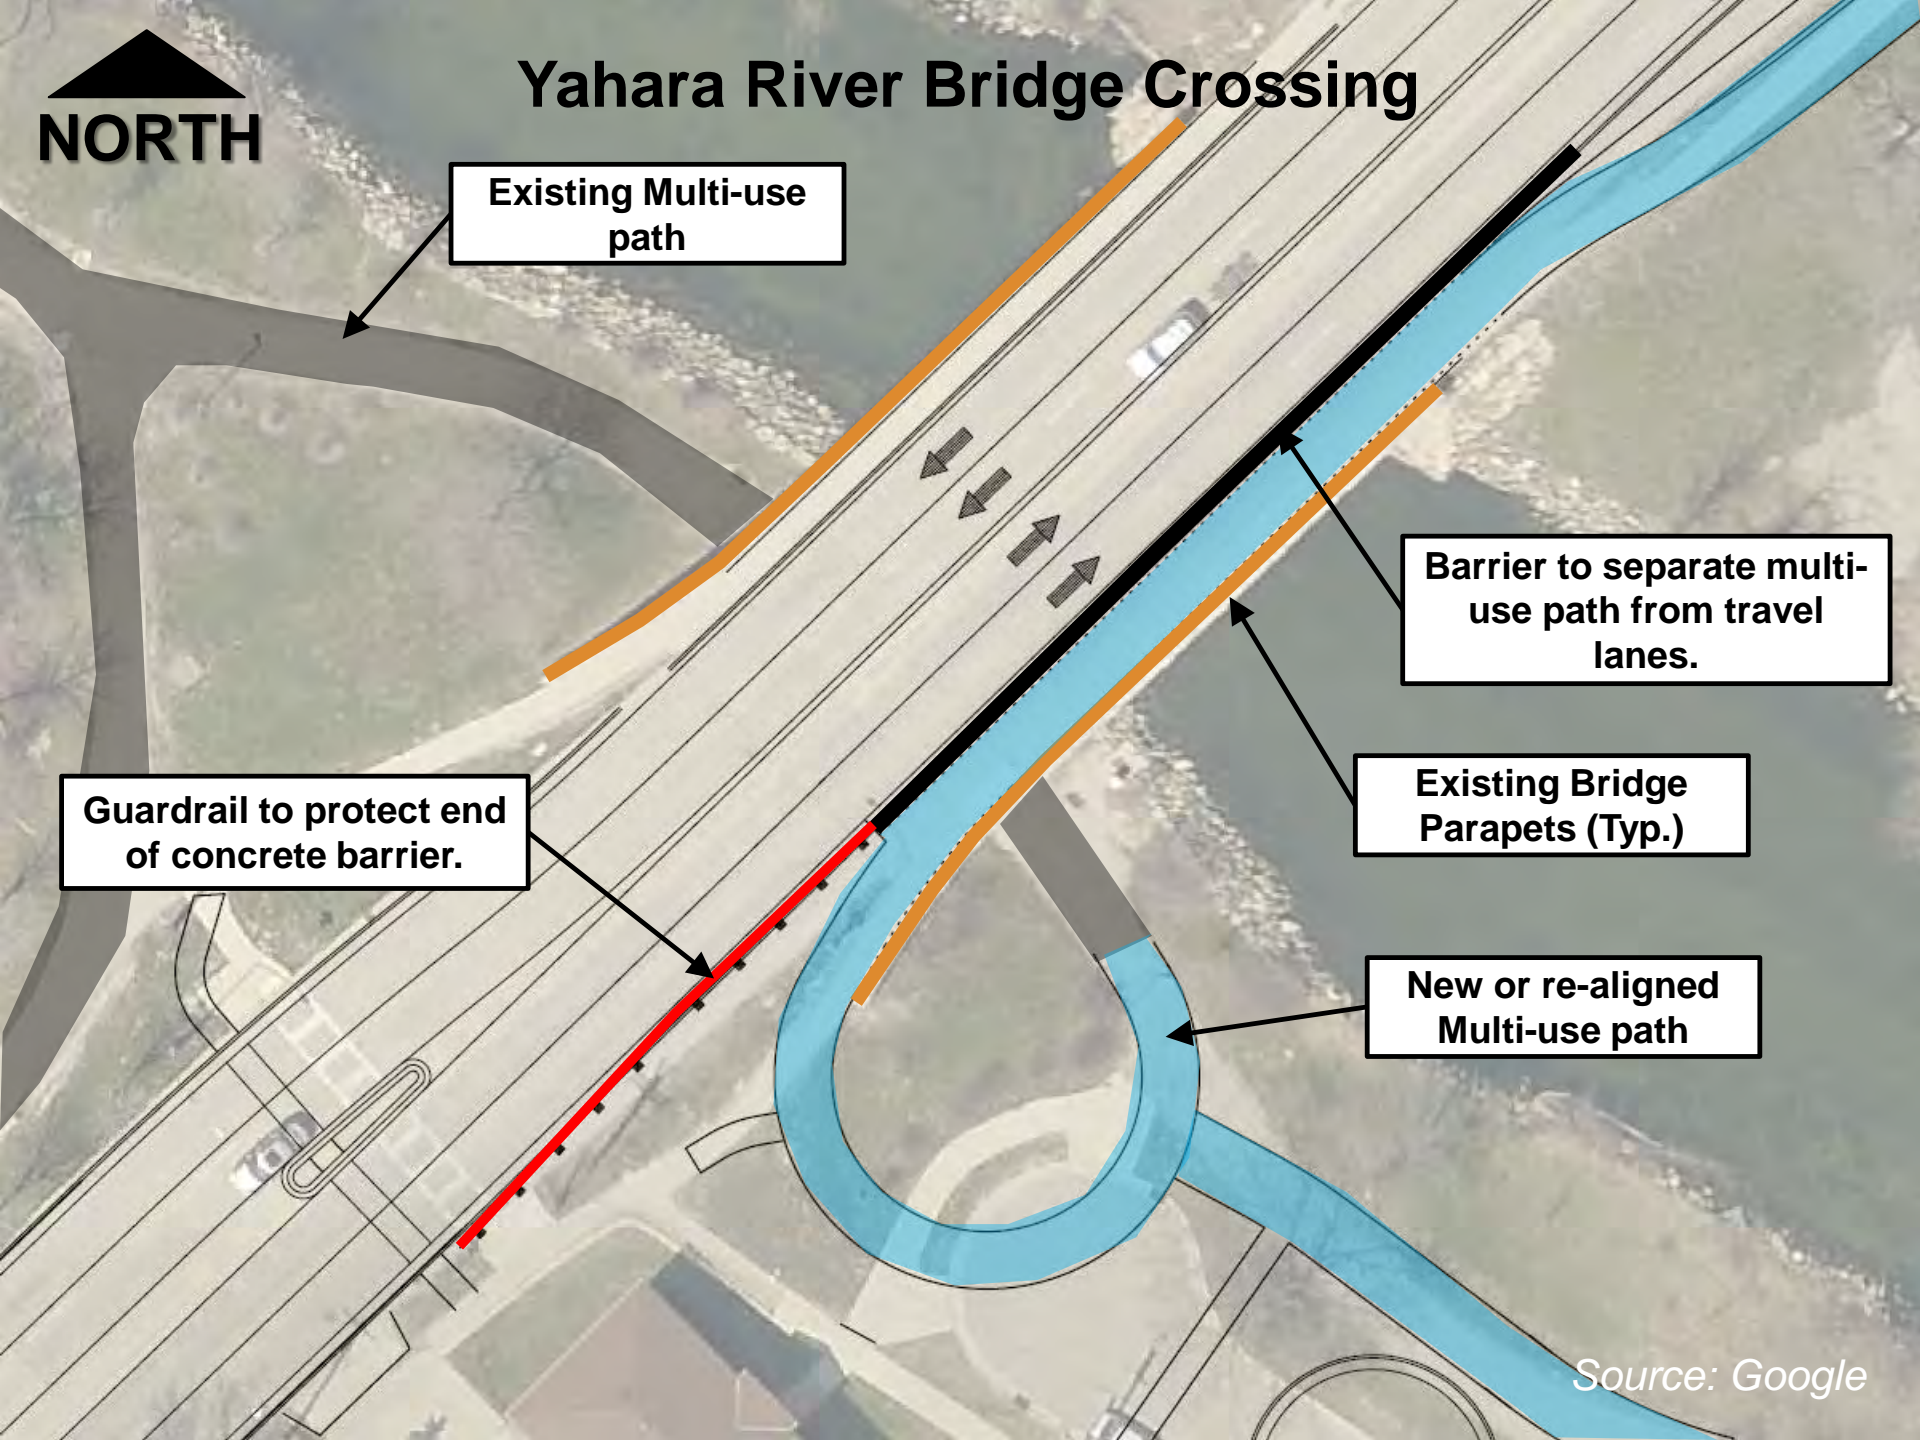 Yahara River Bridge Crossing
NORTH
Existing Multi-use
path
Barrier to separate multi-
use path from travel
lanes.
Existing Bridge
Parapets (Typ.)
Guardrail to protect end
of concrete barrier.
New or re-aligned
Multi-use path
Source: Google